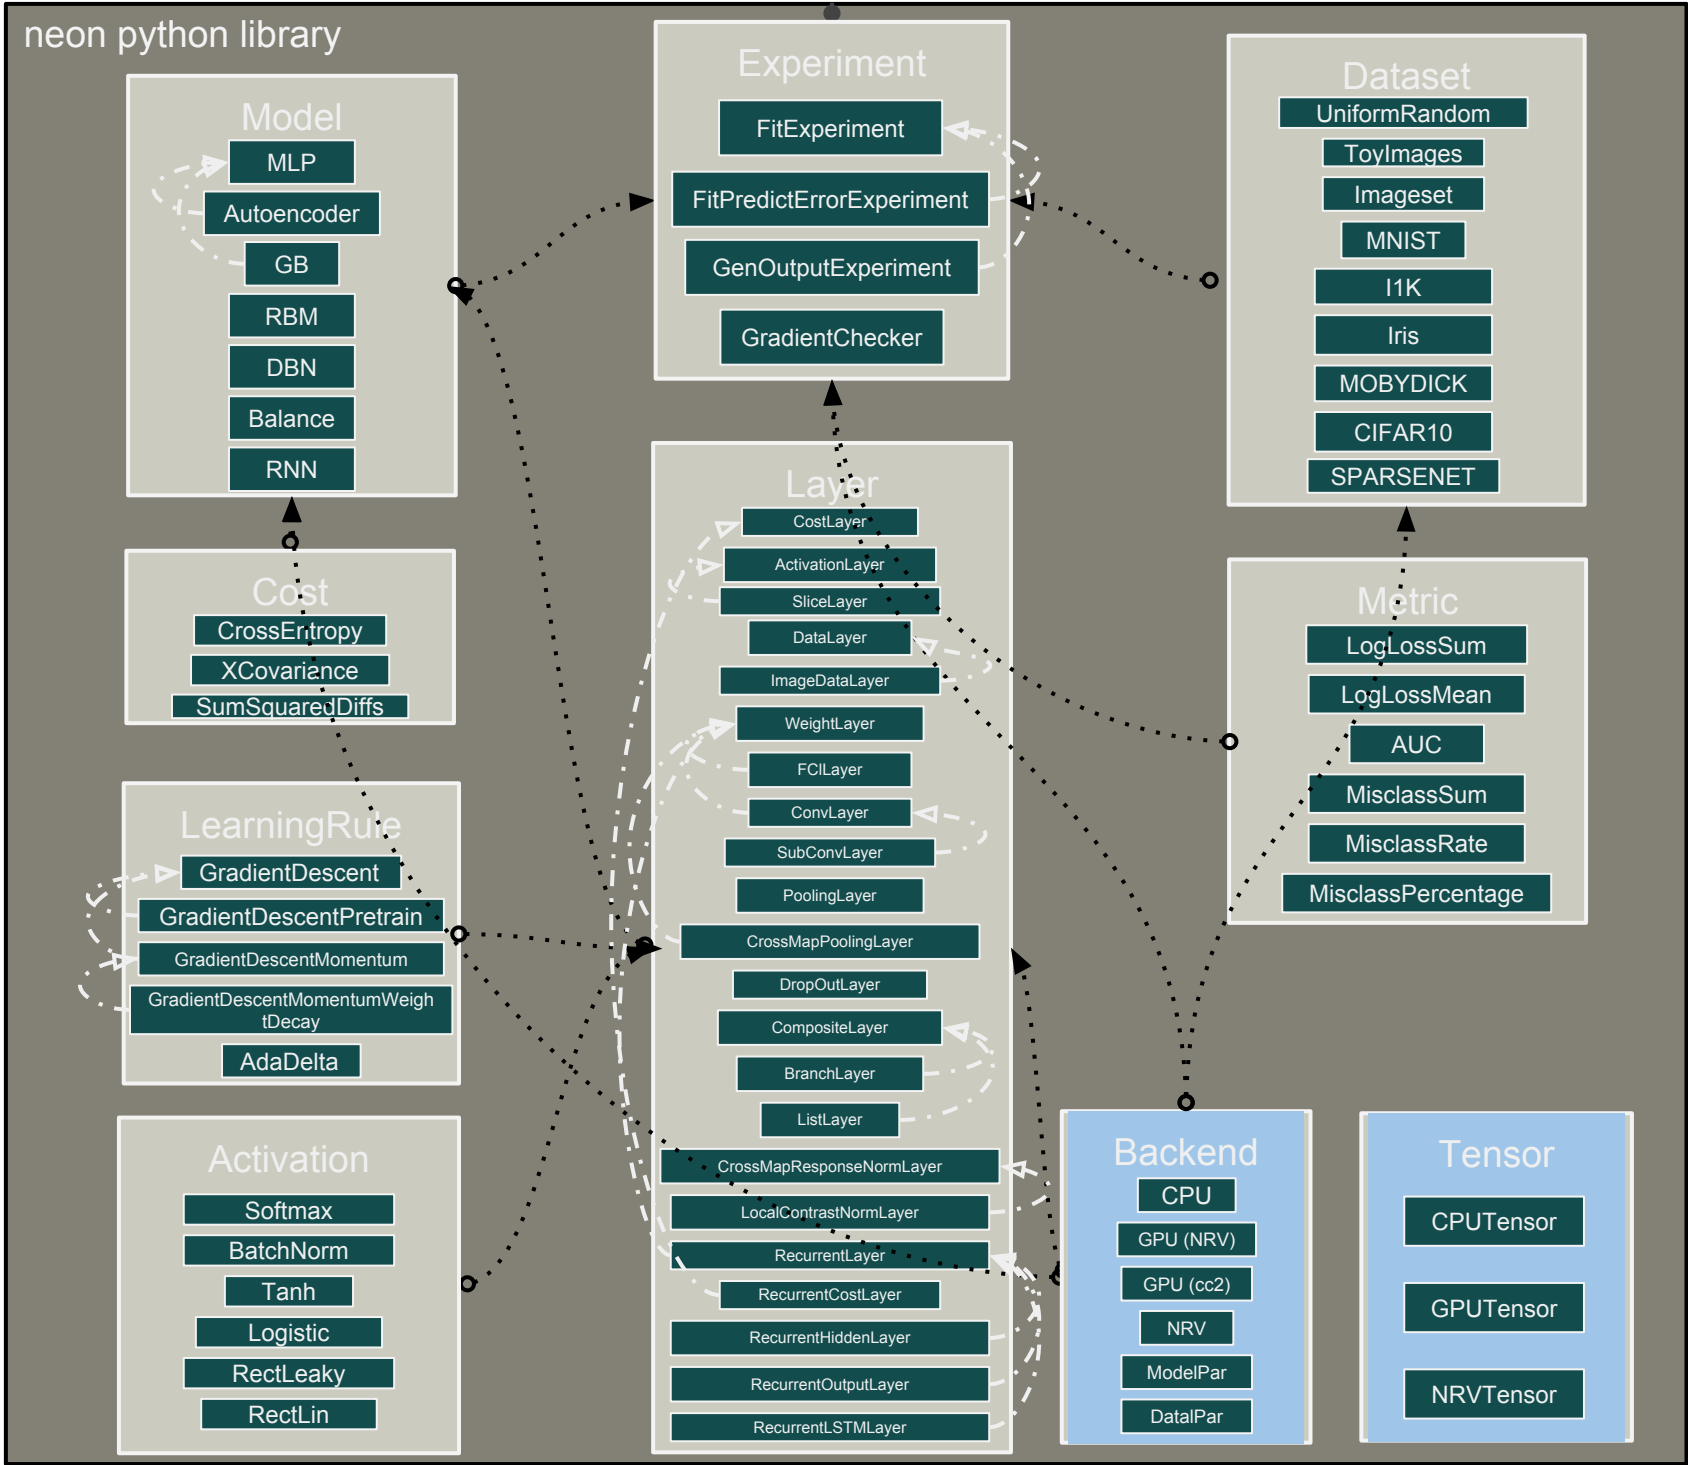 neon python library
Model
MLP
Autoencoder
GB
RBM
DBN
Balance
RNN
Cost
CrossEntropy
XCovariance
SumSquaredDiffs
LearningRule
GradientDescent
GradientDescentPretrain
GradientDescentMomentum
GradientDescentMomentumWeigh
tDecay
AdaDelta
Activation
Softmax
BatchNorm
Tanh
Logistic
RectLeaky
RectLin
Experiment
FitExperiment
FitPredictErrorExperiment
GenOutputExperiment
GradientChecker
Layer
CostLayer
ActivationLayer
SliceLayer
DataLayer
ImageDataLayer
WeightLayer
FCILayer
ConvLayer
SubConvLayer
PoolingLayer
CrossMapPoolingLayer
DropOutLayer
CompositeLayer
BranchLayer
ListLayer
CrossMapResponseNormLayer
LocalContrastNormLayer
RecurrentLayer
RecurrentCostLayer
RecurrentHiddenLayer
RecurrentOutputLayer
RecurrentLSTMLayer
Dataset
UniformRandom
ToyImages
Imageset
MNIST
I1K
Iris
MOBYDICK
CIFAR10
SPARSENET
Metric
LogLossSum
LogLossMean
AUC
MisclassSum
MisclassRate
MisclassPercentage
Backend
CPU
GPU (NRV)
GPU (cc2)
NRV
ModelPar
DatalPar
Tensor
CPUTensor
GPUTensor
NRVTensor